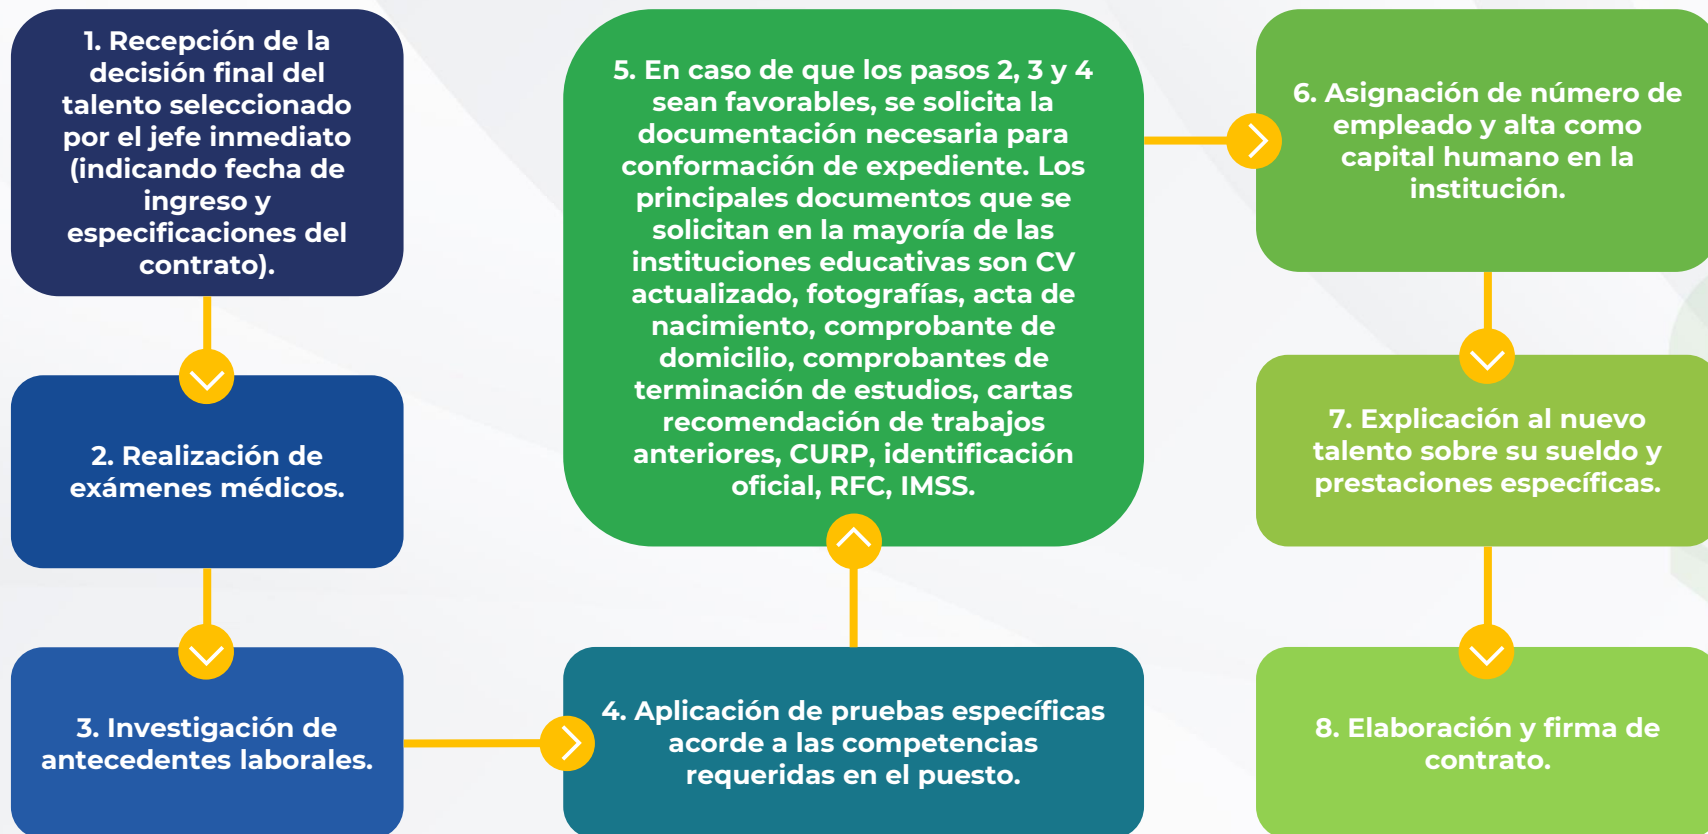 1. Recepción de la
decisión final del
talento seleccionado
por el jefe inmediato
(indicando fecha de
ingreso y
especificaciones del
contrato).
2. Realización de
exámenes médicos.
3. Investigación de
antecedentes laborales.
4. Aplicación de pruebas específicas
acorde a las competencias
requeridas en el puesto.
5. En caso de que los pasos 2, 3 y 4
sean favorables, se solicita la
documentación necesaria para
conformación de expediente. Los
principales documentos que se
solicitan en la mayoría de las
instituciones educativas son CV
actualizado, fotografías, acta de
nacimiento, comprobante de
domicilio, comprobantes de
terminación de estudios, cartas
recomendación de trabajos
anteriores, CURP, identificación
oficial, RFC, IMSS.
6. Asignación de número de
empleado y alta como
capital humano en la
institución.
7. Explicación al nuevo
talento sobre su sueldo y
prestaciones específicas.
8. Elaboración y firma de
contrato.